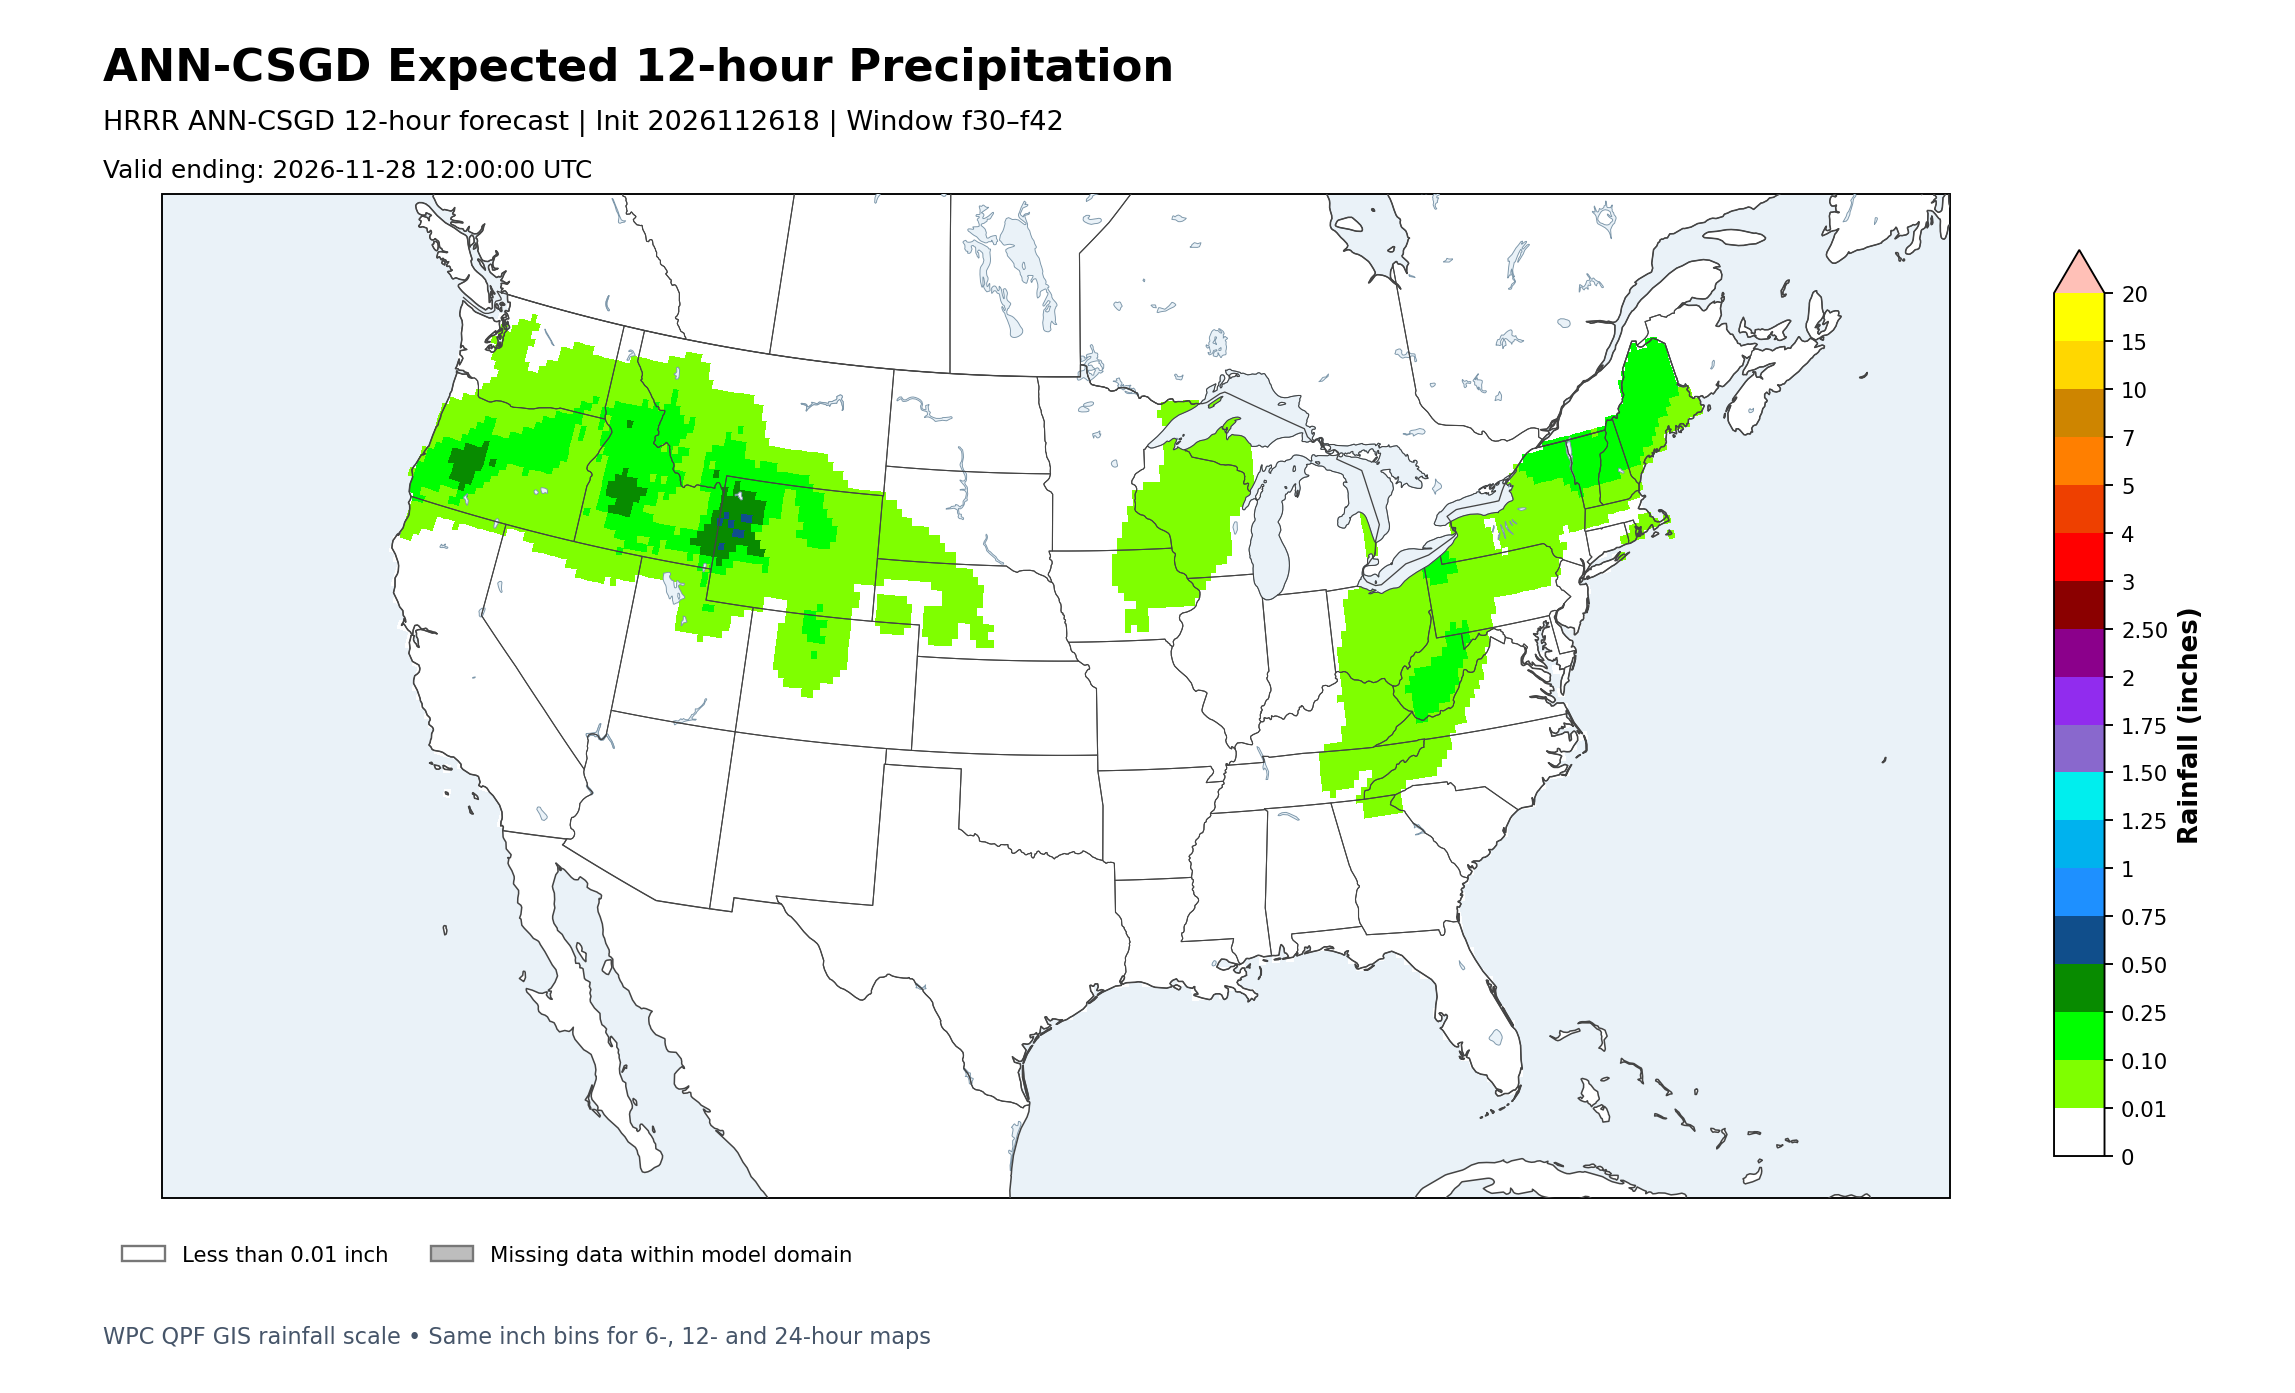 ANN-CSGD Expected 12-hour Precipitation
HRRR ANN-CSGD 12-hour forecast | Init 2026112618 | Window f30–f42
Valid ending: 2026-11-28 12:00:00 UTC
20
15
10
7
5
4
3
2.50
2
1.75
1.50
1.25
1
0.75
0.50
0.25
0.10
0.01
0
Rainfall (inches)
Less than 0.01 inch
Missing data within model domain
WPC QPF GIS rainfall scale • Same inch bins for 6-, 12- and 24-hour maps